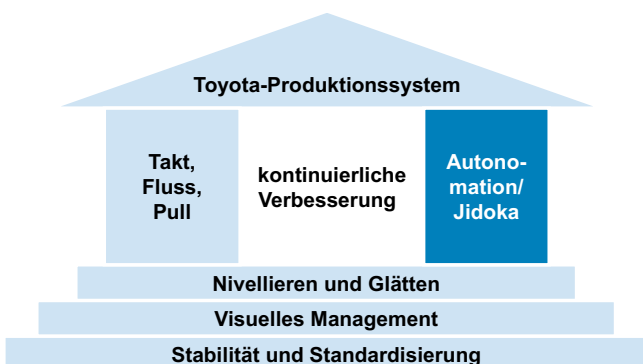 Toyota-Produktionssystem
Takt,
Fluss,
Pull
kontinuierliche
Verbesserung
Autono-
mation/
Jidoka
Nivellieren und Glätten
Visuelles Management
Stabilität und Standardisierung